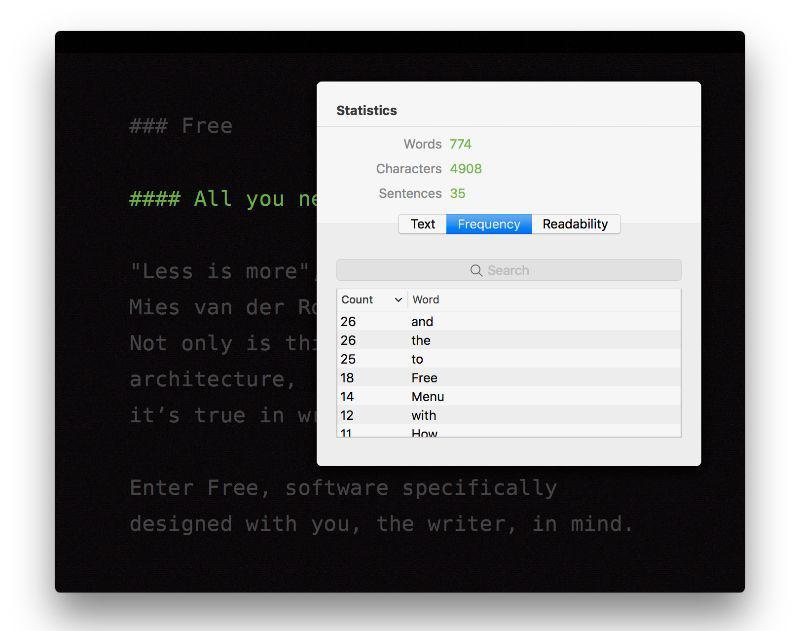 ### Free
#### All you ne
"Less is more",
Mies van der Ro
Not only is thi
architecture,
it’s true in wr
Enter Free, software specifically
designed with you, the writer, in mind.
Statistics
Words 774
Characters 4908
Sentences 35
Text Frequency Readability
Search
Count Word
26 and
26 the
25 to
18 Free
14 Menu
12 with
11 How